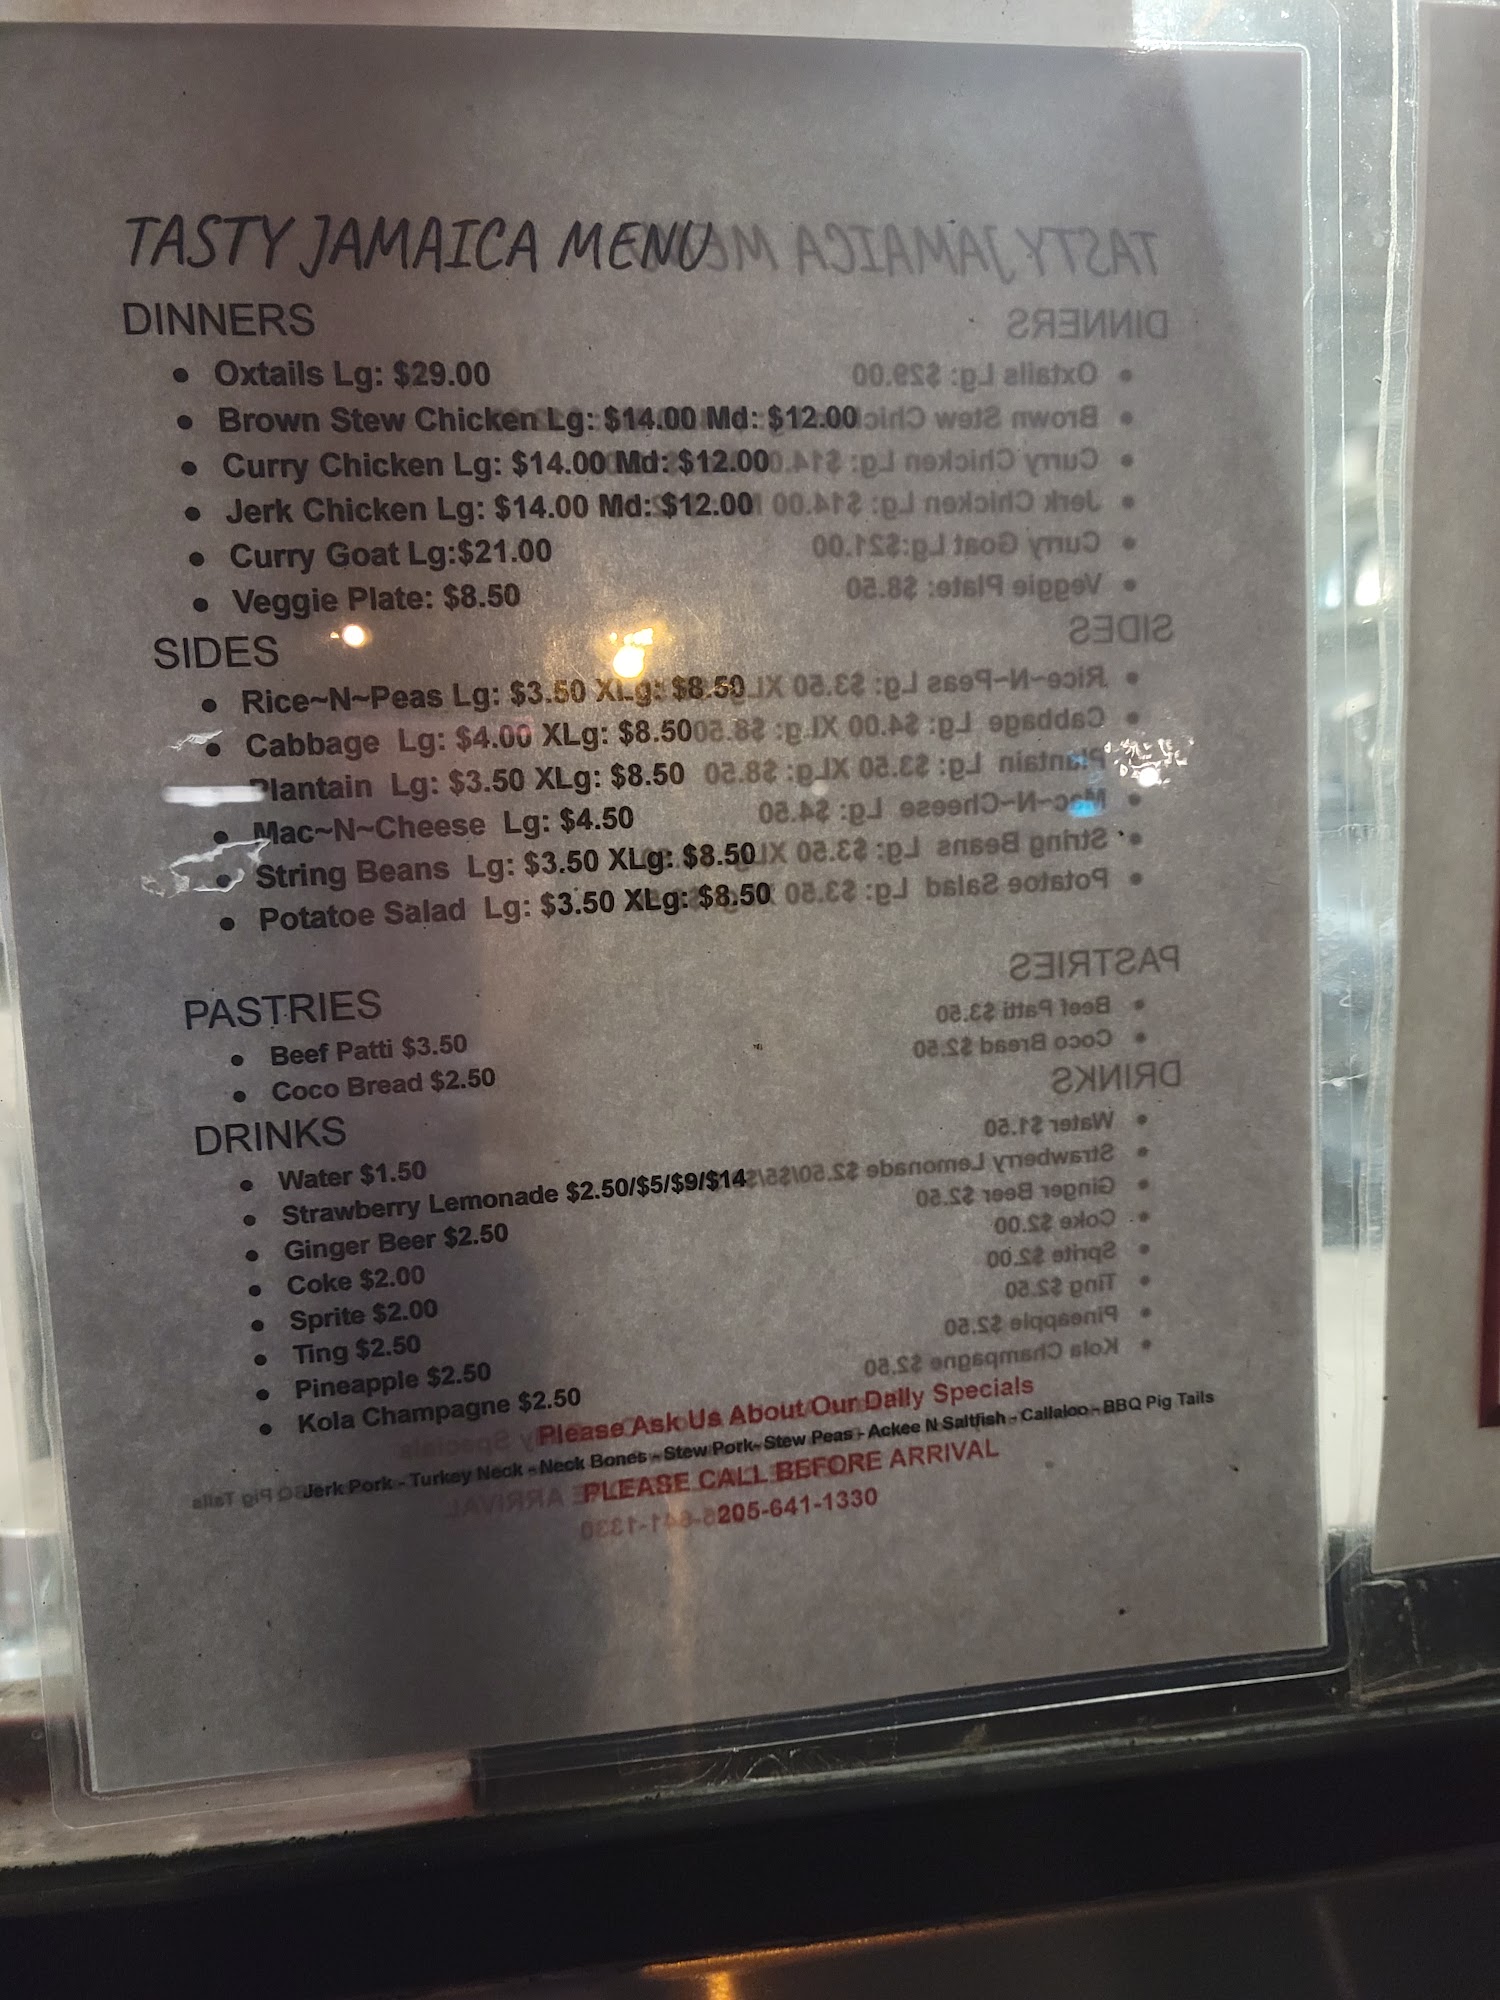 TASTY JAMAICA MENU
DINNERS
• Oxtails Lg: $29.00
• Brown Stew Chicken Lg: $14.00 Md: $12.00
• Curry Chicken Lg: $14.00 Md: $12.00
• Jerk Chicken Lg: $14.00 Md: $12.00
• Curry Goat Lg:$21.00
• Veggie Plate: $8.50
SIDES
• Rice~N~Peas Lg: $3.50 XLg: $8.50
• Cabbage Lg: $4.00 XLg: $8.50
Plantain Lg: $3.50 XLg: $8.50
• Mac~N~Cheese Lg: $4.50
• String Beans Lg: $3.50 XLg: $8.50
• Potatoe Salad Lg: $3.50 XLg: $8.50
PASTRIES
• Beef Patti $3.50
• Coco Bread $2.50
DRINKS
• Water $1.50
• Strawberry Lemonade $2.50/$5/$9/$14
• Ginger Beer $2.50
• Coke $2.00
• Sprite $2.00
• Ting $2.50
• Pineapple $2.50
• Kola Champagne $2.50
Please Ask Us About Our Daily Specials
Jerk Pork - Turkey Neck - Neck Bones - Stew Pork- Stew Peas - Ackee N Saltfish - Callaloo - BBQ Pig Tails
PLEASE CALL BEFORE ARRIVAL
205-641-1330